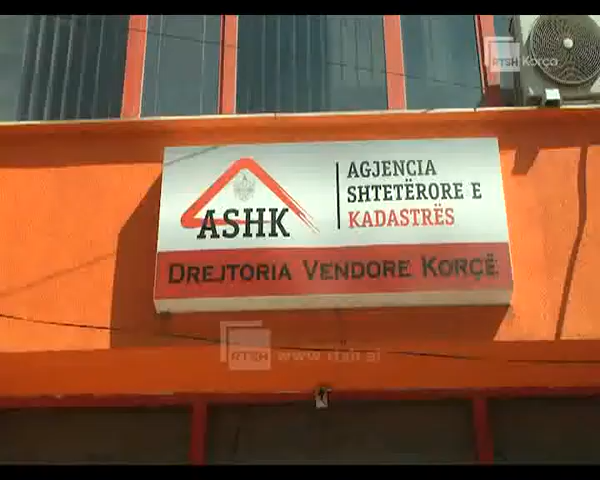 RTSH Korça
AGJENCIA
SHTETËRORE E
KADASTRËS
ASHK
DREJTORIA VENDORE KORÇË
RTSH www.rtsh.al